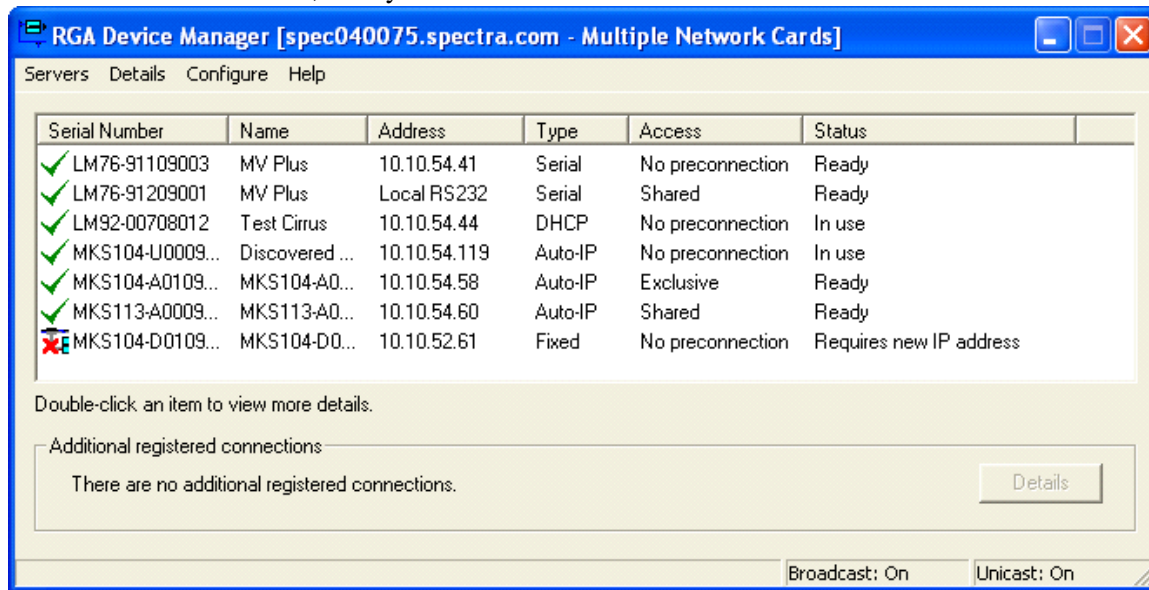 RGA Device Manager [spec040075.spectra.com - Multiple Network Cards]
Servers Details Configure Help
Serial Number Name Address Type Access Status
LM76-91109003 MV Plus 10.10.54.41 Serial No preconnection Ready
LM76-91209001 MV Plus Local RS232 Serial Shared Ready
LM92-00708012 Test Cirrus 10.10.54.44 DHCP No preconnection In use
MKS104-U0009... Discovered ... 10.10.54.119 Auto-IP No preconnection In use
MKS104-A0109... MKS104-A0... 10.10.54.58 Auto-IP Exclusive Ready
MKS113-A0009... MKS113-A0... 10.10.54.60 Auto-IP Shared Ready
MKS104-D0109... MKS104-D0... 10.10.52.61 Fixed No preconnection Requires new IP address
Double-click an item to view more details.
Additional registered connections
There are no additional registered connections.
Details
Broadcast: On Unicast: On